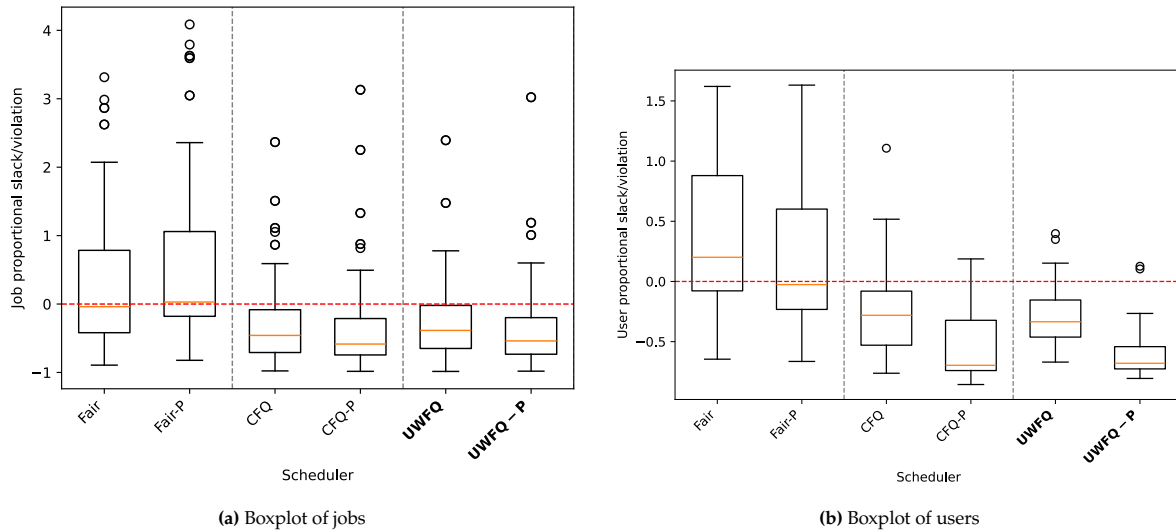 Job proportional slack/violation
4
3
2
1
0
−1
Fair
Fair-P
CFQ
CFQ-P
UWFQ
UWFQ − P
Scheduler
(a) Boxplot of jobs
User proportional slack/violation
1.5
1.0
0.5
0.0
−0.5
Fair
Fair-P
CFQ
CFQ-P
UWFQ
UWFQ − P
Scheduler
(b) Boxplot of users